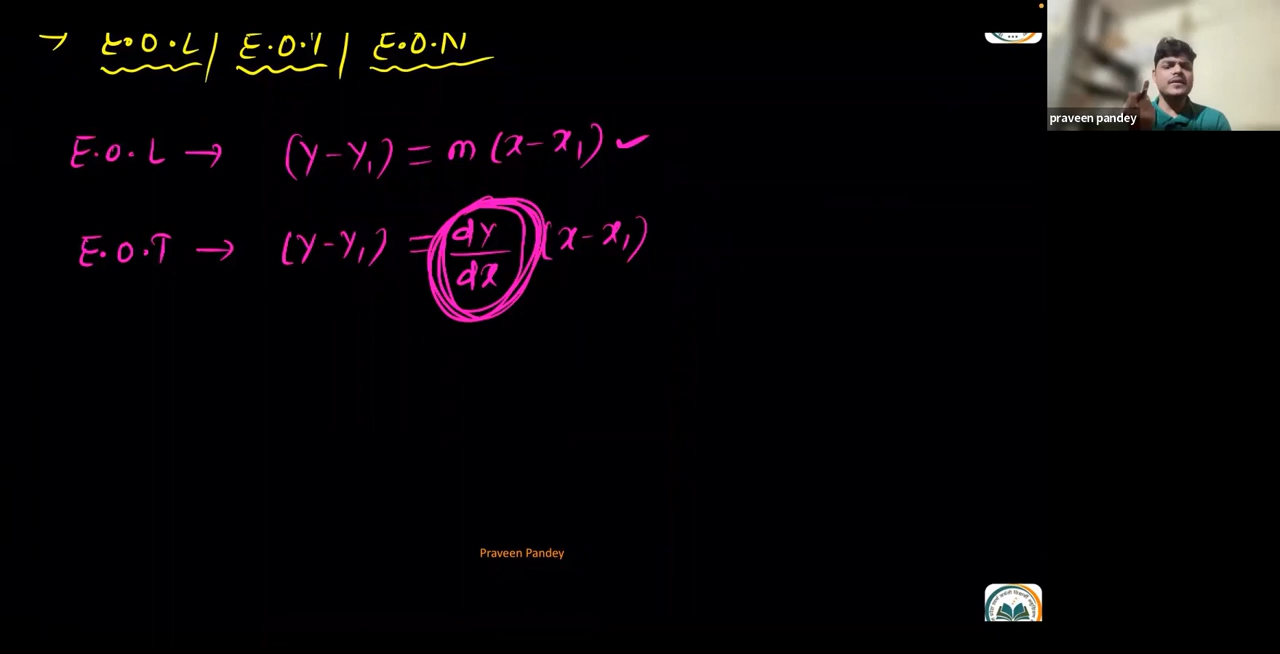 → E.O.L | E.O.T | E.O.N
E.O.L → (y-y₁) = m (x-x₁) ✓
E.O.T → (y-y₁) = dy/dx (x-x₁)
praveen pandey
Praveen Pandey